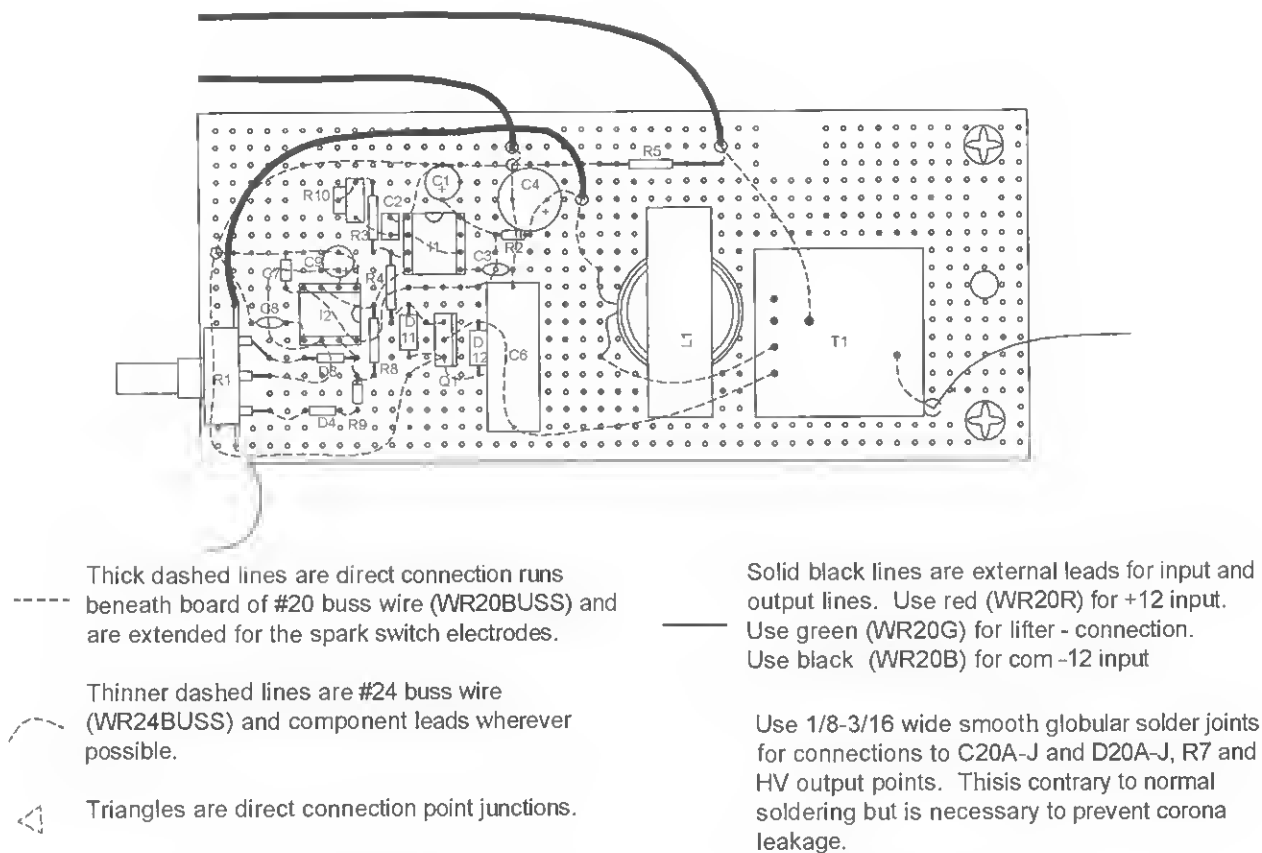 R5
R10
C1
C4
C2
R3
I1
R2
C9
C7
R4
C3
C8
I2
D
11
D
12
C6
L1
T1
R1
D3
R8
Q1
D4
R9
Thick dashed lines are direct connection runs
beneath board of #20 buss wire (WR20BUSS) and
are extended for the spark switch electrodes.
Thinner dashed lines are #24 buss wire
(WR24BUSS) and component leads wherever
possible.
Triangles are direct connection point junctions.
Solid black lines are external leads for input and
output lines. Use red (WR20R) for +12 input.
Use green (WR20G) for lifter - connection.
Use black (WR20B) for com -12 input
Use 1/8-3/16 wide smooth globular solder joints
for connections to C20A-J and D20A-J, R7 and
HV output points. Thisis contrary to normal
soldering but is necessary to prevent corona
leakage.